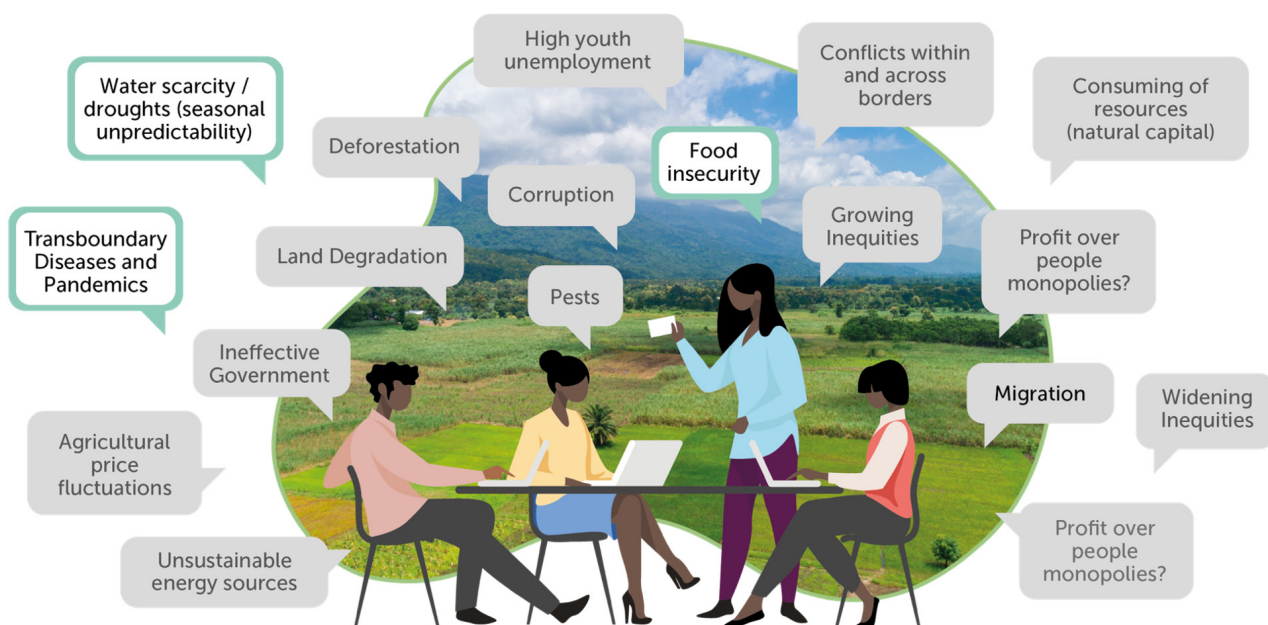 High youth
unemployment
Conflicts within
and across
borders
Water scarcity /
droughts (seasonal
unpredictability)
Consuming of
resources
(natural capital)
Deforestation
Food
insecurity
Corruption
Growing
Inequities
Transboundary
Diseases and
Pandemics
Land Degradation
Profit over
people
monopolies?
Pests
Ineffective
Government
Migration
Widening
Inequities
Agricultural
price
fluctuations
Profit over
people
monopolies?
Unsustainable
energy sources